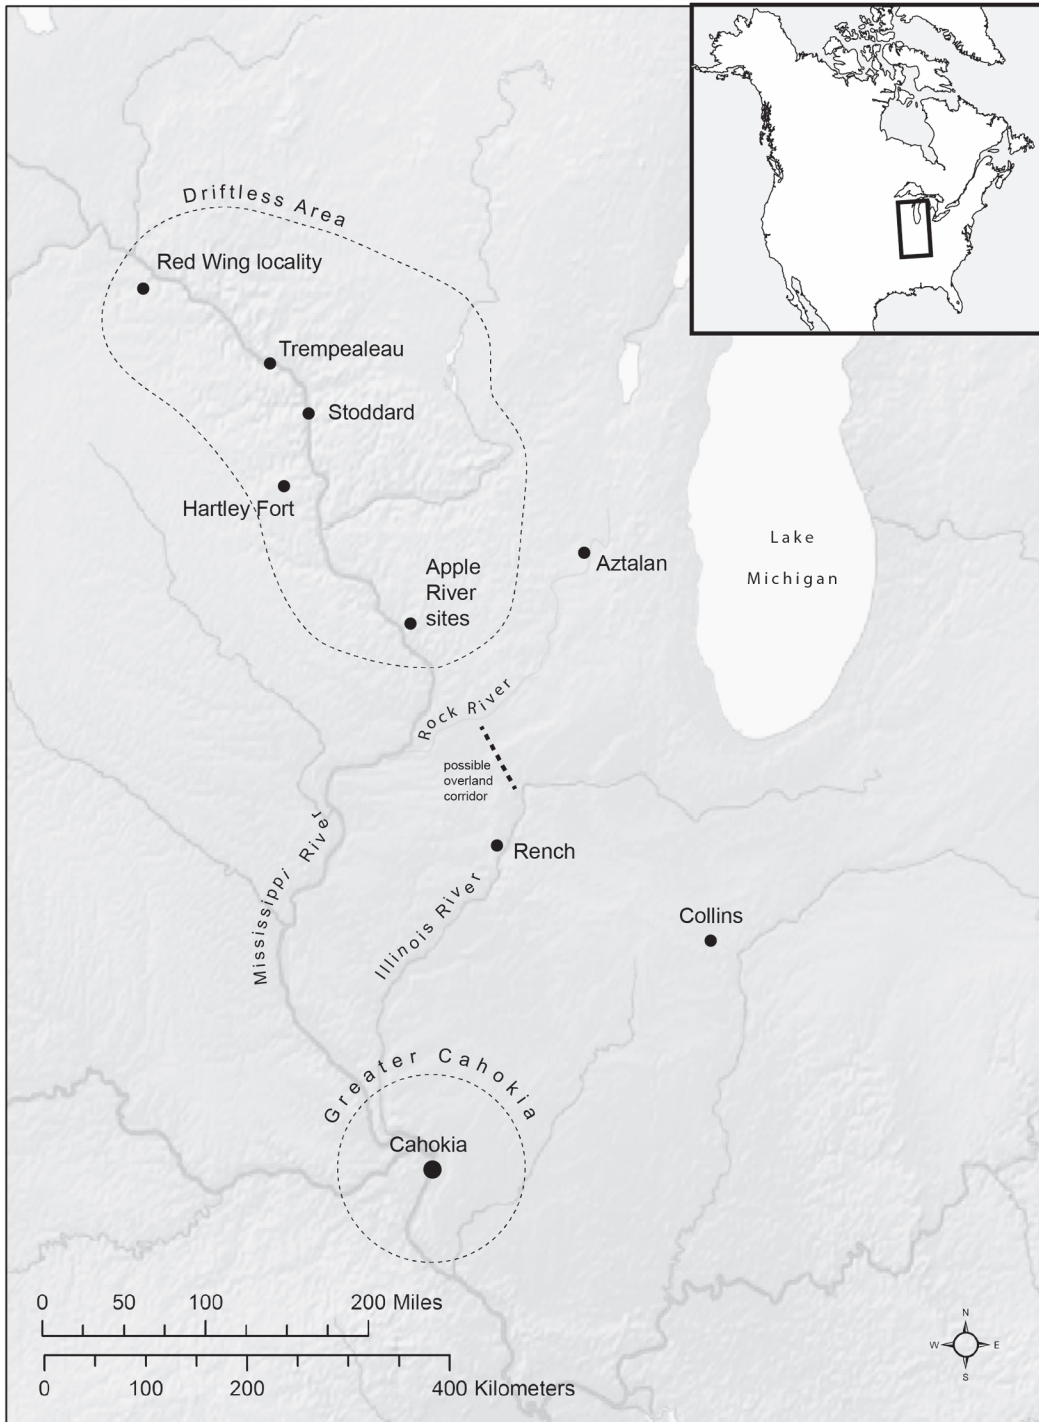 Driftless Area
Red Wing locality
Trempealeau
Stoddard
Hartley Fort
Apple
River
sites
Aztalan
Lake
Michigan
Rock River
possible
overland
corridor
Mississippi River
Rench
Illinois River
Collins
Greater Cahokia
Cahokia
0 50 100 200 Miles
0 100 200 400 Kilometers
N
W E
S